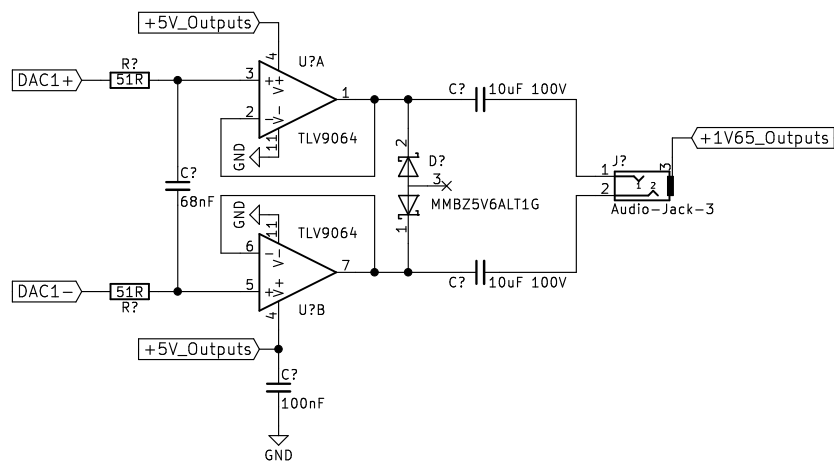 +5V_Outputs
R? 4 U?A
DAC1+ 51R 3 + V+ 1 C? 10uF 100V
2 - V- +1V65_Outputs
11 TLV9064 J? 3
GND 2 D? 1
C? 3 2 1 2
68nF GND MMBZ5V6ALT1G Audio-Jack-3
11 TLV9064 1
6 - V-
7
DAC1- 51R 5 + V+ C? 10uF 100V
R? 4 U?B
+5V_Outputs
C?
100nF
GND